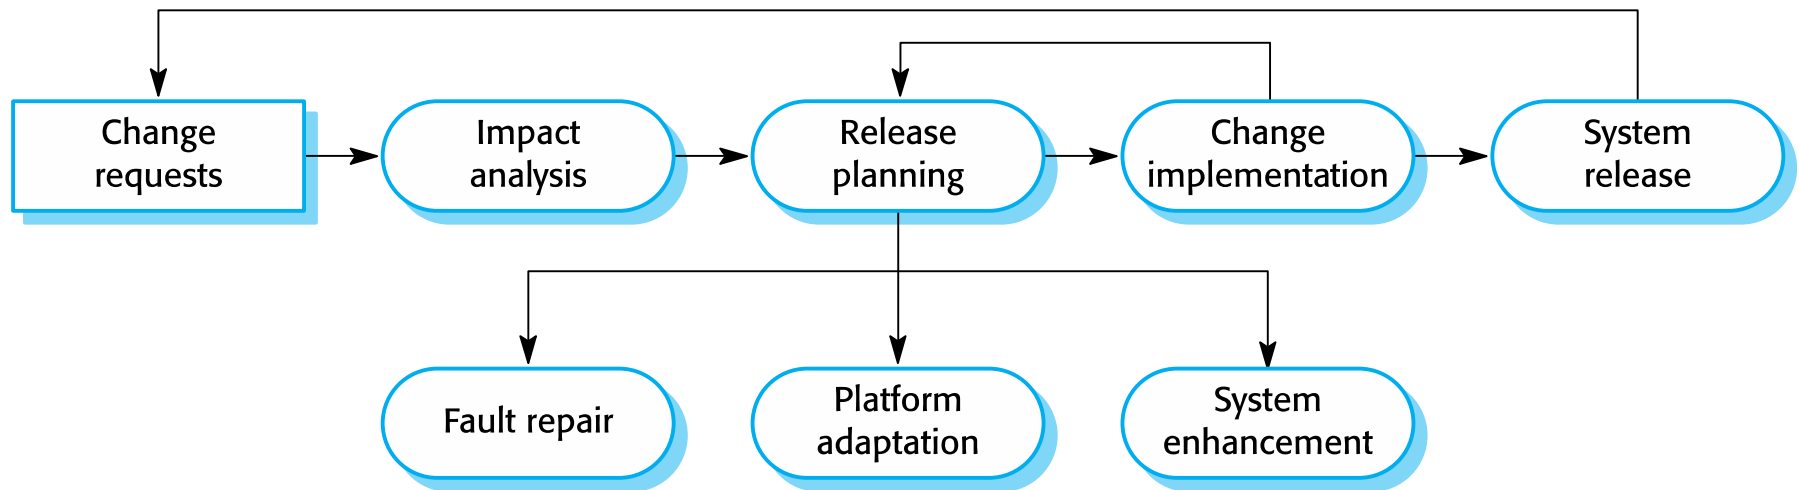 Change
requests
Impact
analysis
Release
planning
Change
implementation
System
release
Fault repair
Platform
adaptation
System
enhancement